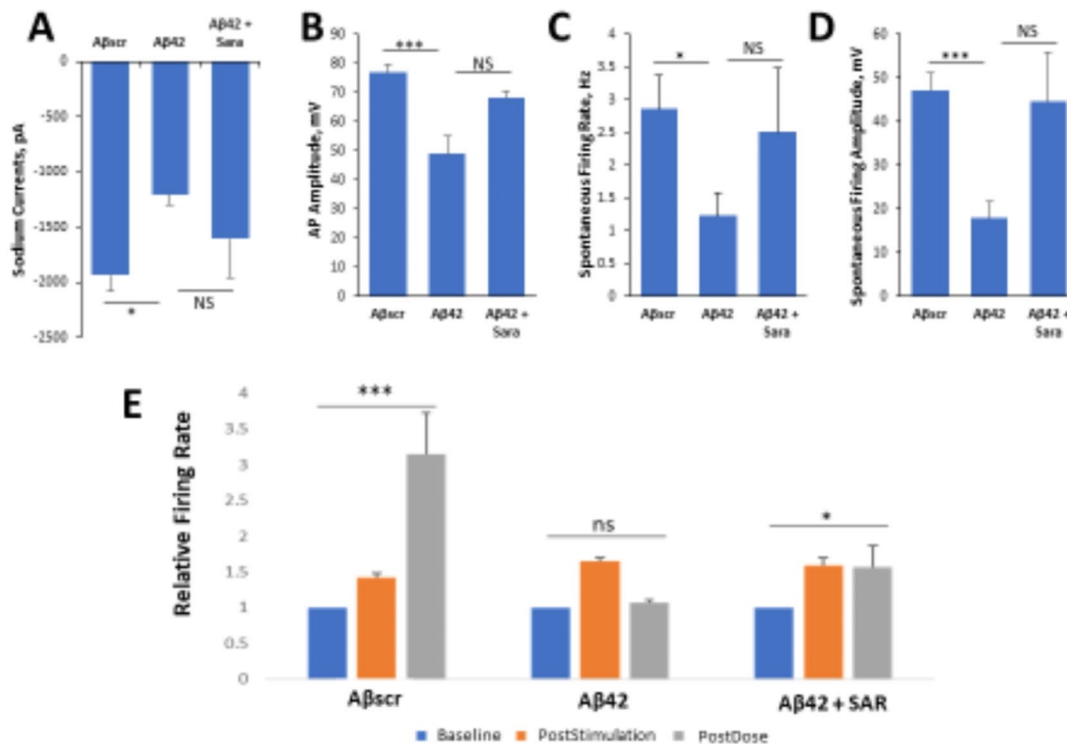 A
Aβscr
Aβ42
Aβ42 +
Sara
0
-500
-1000
-1500
-2000
-2500
Sodium Currents, pA
*
NS
B
90
80
70
60
50
40
30
20
10
0
AP Amplitude, mV
***
NS
Aβscr
Aβ42
Aβ42 +
Sara
C
4
3.5
3
2.5
2
1.5
1
0.5
0
Spontaneous Firing Rate, Hz
*
NS
Aβscr
Aβ42
Aβ42 +
Sara
D
60
50
40
30
20
10
0
Spontaneous Firing Amplitude, mV
***
NS
Aβscr
Aβ42
Aβ42 +
Sara
E
4
3.5
3
2.5
2
1.5
1
0.5
0
Relative Firing Rate
***
ns
*
Aβscr
Aβ42
Aβ42 + SAR
Baseline
PostStimulation
PostDose